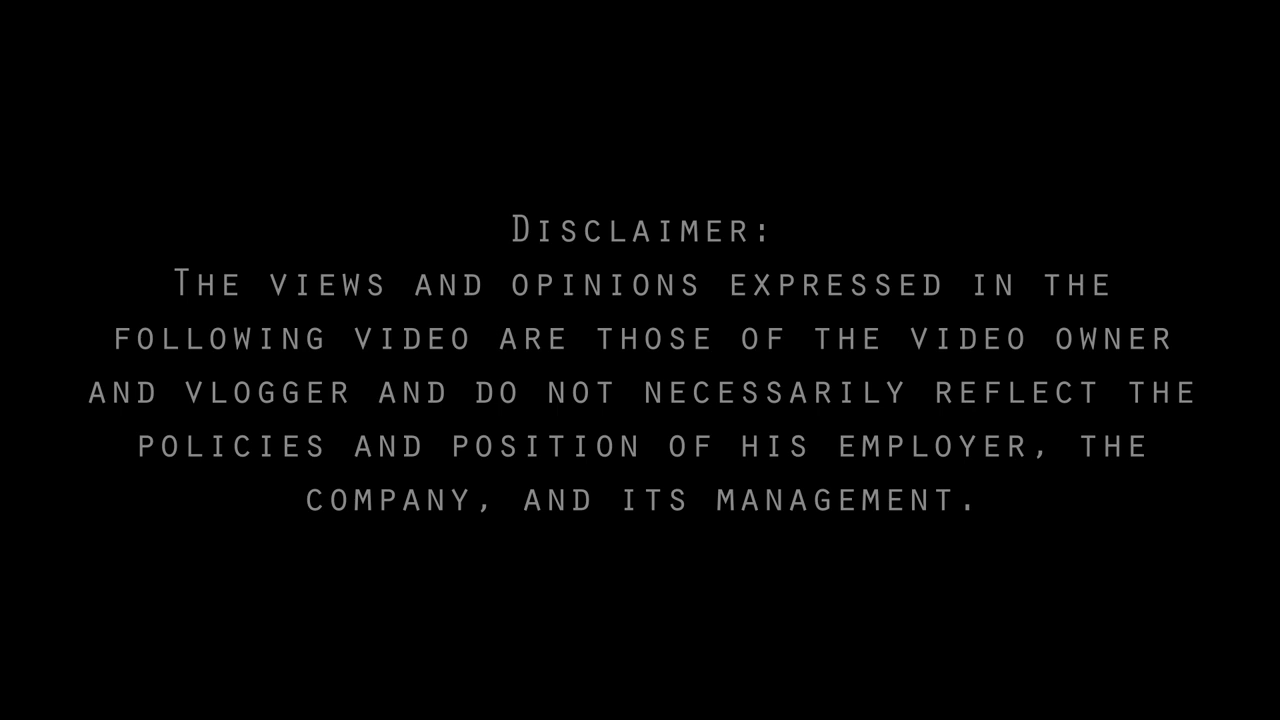 Disclaimer:
The views and opinions expressed in the
following video are those of the video owner
and vlogger and do not necessarily reflect the
policies and position of his employer, the
company, and its management.